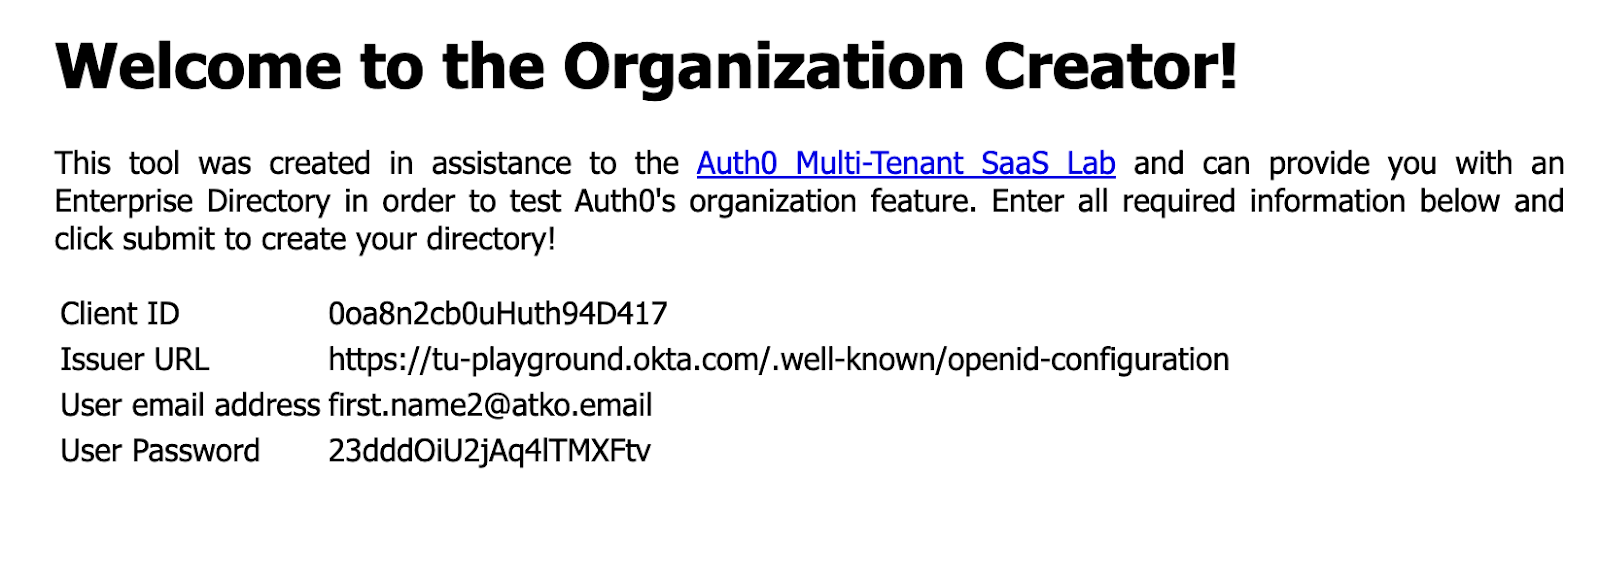 Welcome to the Organization Creator!
This tool was created in assistance to the Auth0 Multi-Tenant SaaS Lab and can provide you with an
Enterprise Directory in order to test Auth0's organization feature. Enter all required information below and
click submit to create your directory!
Client ID 0oa8n2cb0uHuth94D417
Issuer URL https://tu-playground.okta.com/.well-known/openid-configuration
User email address first.name2@atko.email
User Password 23dddOiU2jAq4lTMXFtv